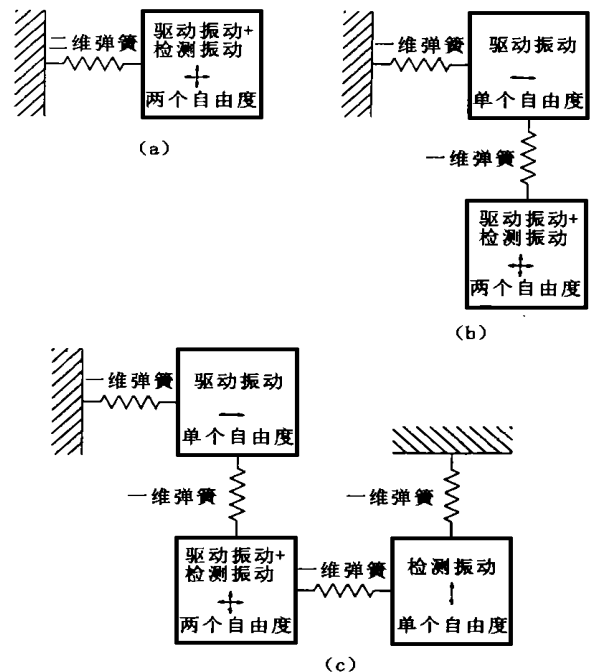 二维弹簧
驱动振动+
检测振动
两个自由度
(a)
一维弹簧
驱动振动
单个自由度
一维弹簧
驱动振动+
检测振动
两个自由度
(b)
一维弹簧
驱动振动
单个自由度
一维弹簧
驱动振动+
检测振动
两个自由度
一维弹簧
一维弹簧
检测振动
单个自由度
(c)